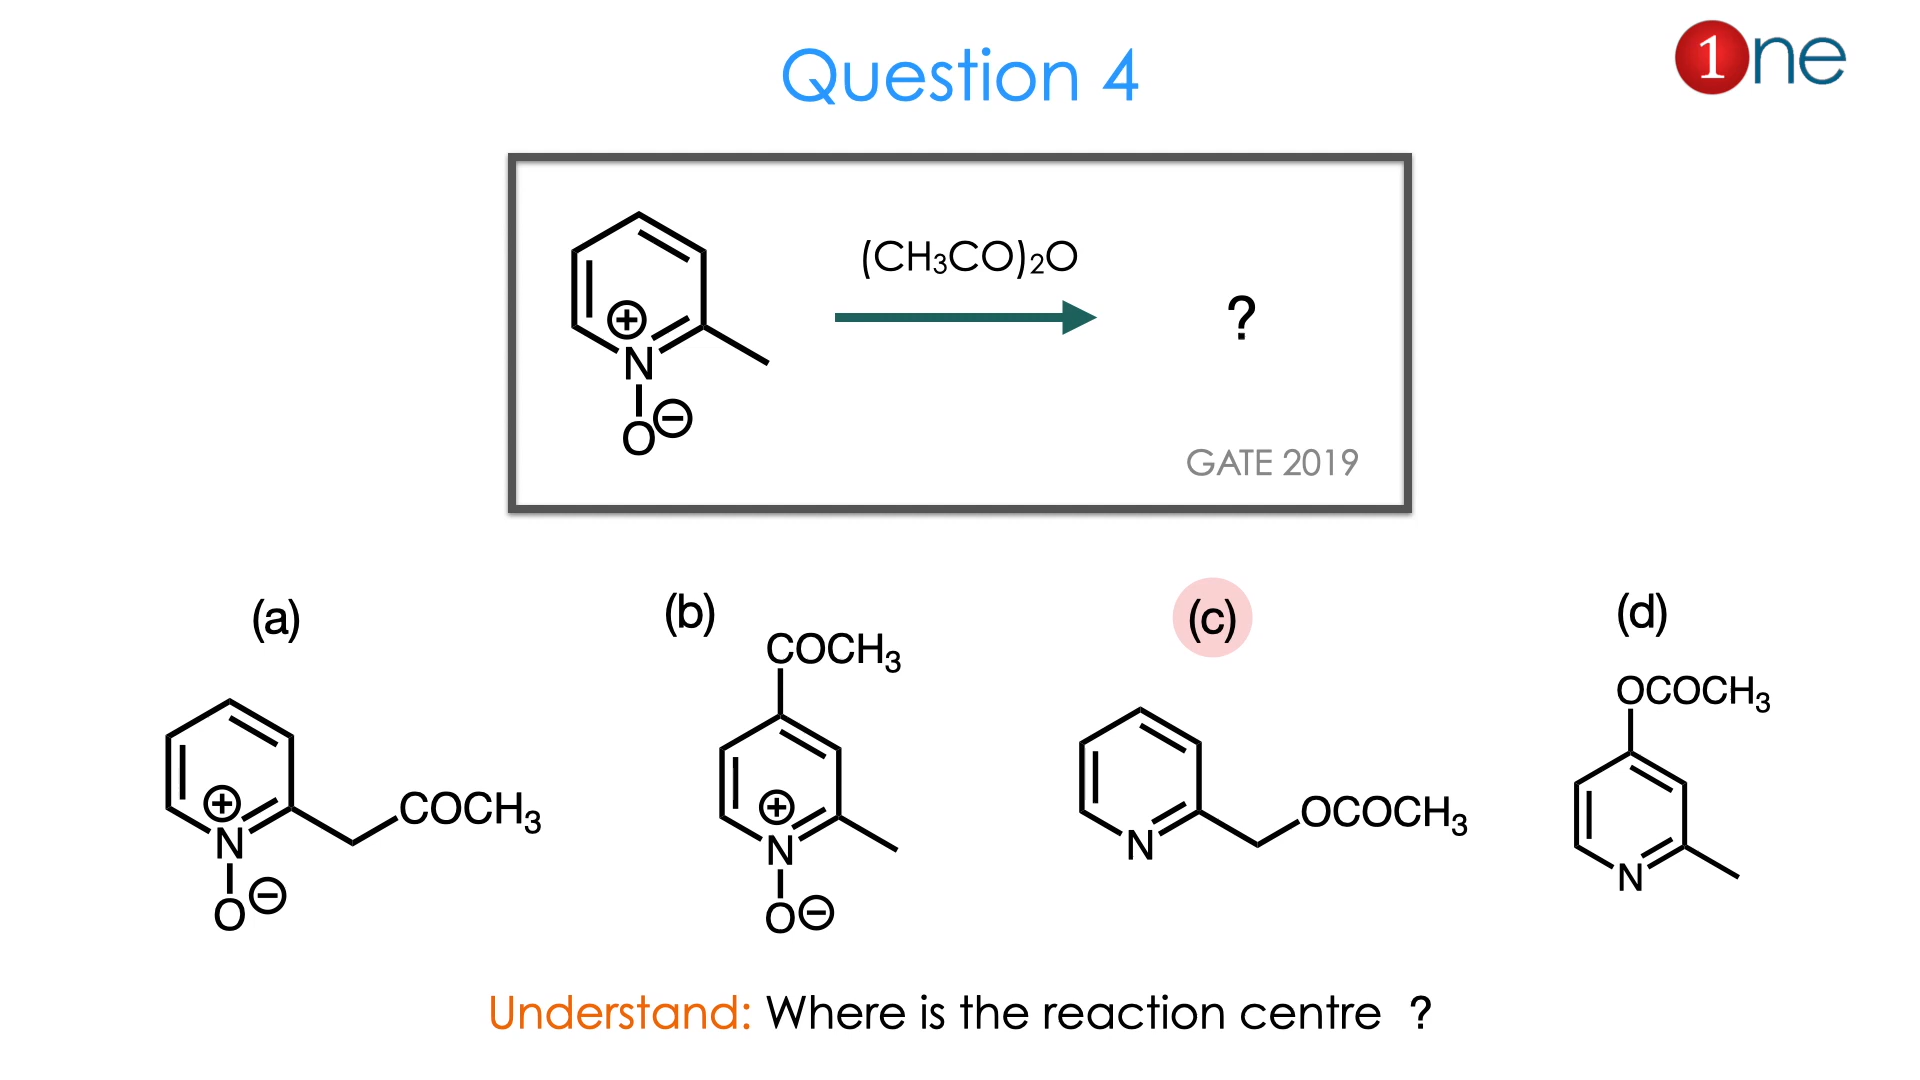 1ne
Question 4
(CH₃CO)₂O
?
⊕
N
O⊖
GATE 2019
(a)
(b)
(c)
(d)
COCH₃
OCOCH₃
COCH₃
OCOCH₃
⊕
N
O⊖
⊕
N
O⊖
N
N
Understand: Where is the reaction centre ?